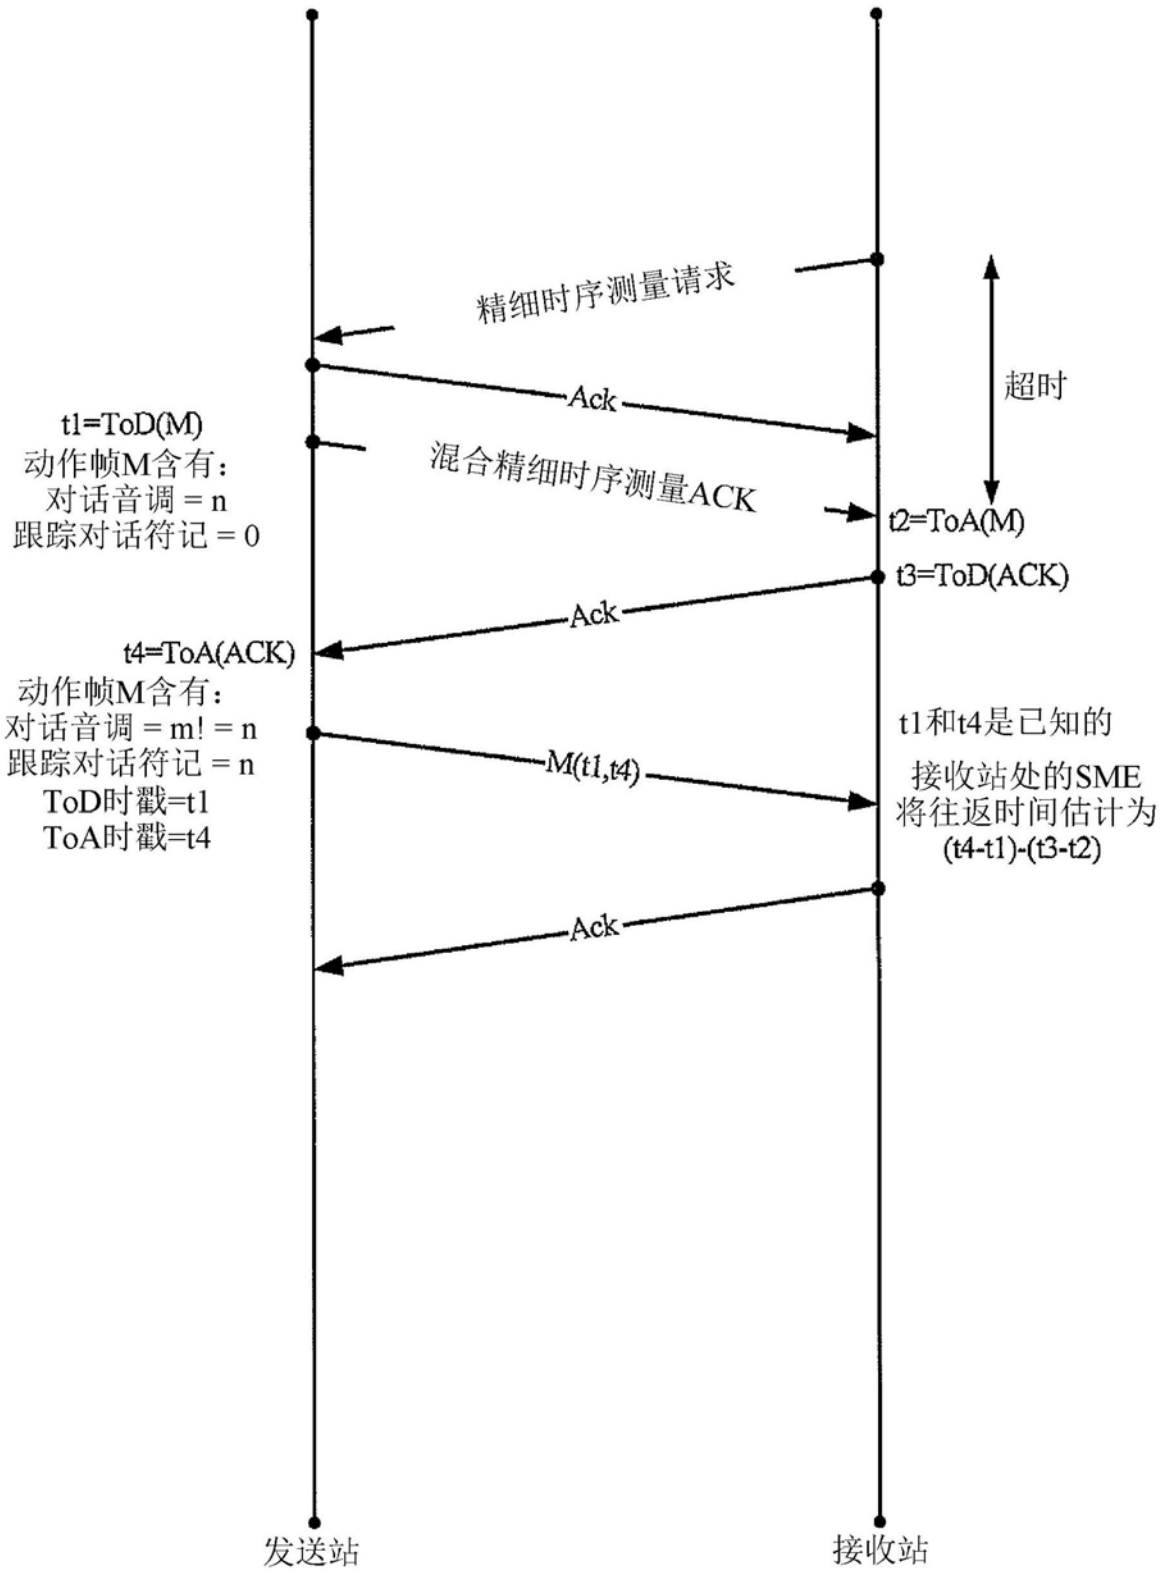 精细时序测量请求
Ack
超时
t1=ToD(M)
动作帧M含有：
对话音调 = n
跟踪对话符记 = 0
混合精细时序测量ACK
t2=ToA(M)
t3=ToD(ACK)
Ack
t4=ToA(ACK)
动作帧M含有：
对话音调 = m! = n
跟踪对话符记 = n
ToD时戳=t1
ToA时戳=t4
M(t1,t4)
t1和t4是已知的
接收站处的SME
将往返时间估计为
(t4-t1)-(t3-t2)
Ack
发送站
接收站